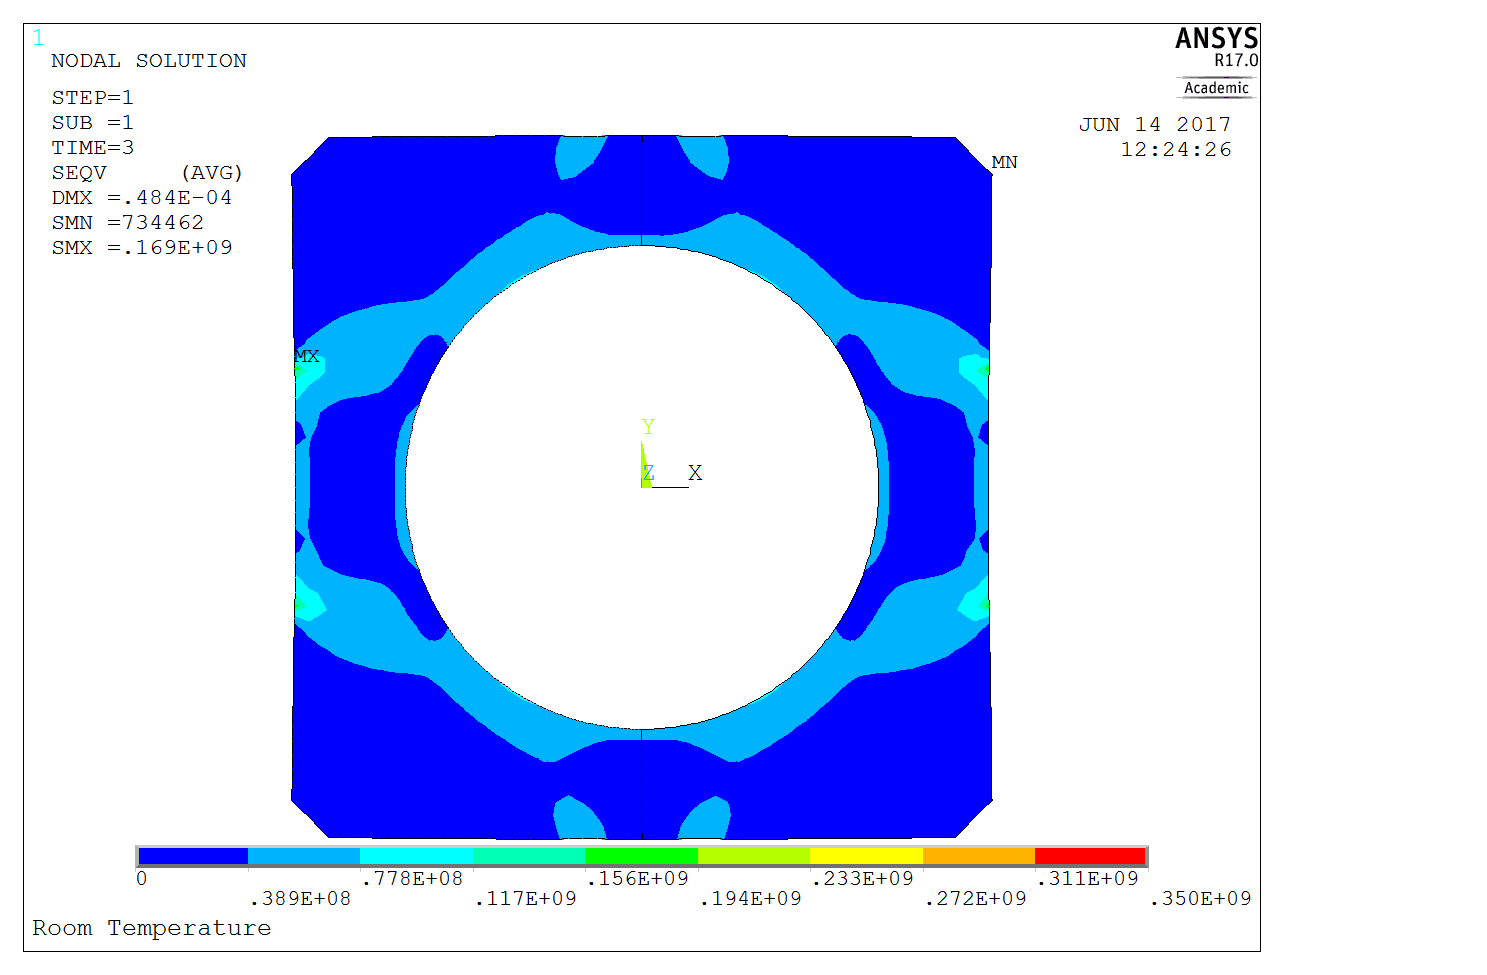 1
NODAL SOLUTION
STEP=1
SUB =1
TIME=3
SEQV (AVG)
DMX =.484E-04
SMN =734462
SMX =.169E+09
ANSYS
R17.0
Academic
JUN 14 2017
12:24:26
MN
MX
Y
Z X
0 .778E+08 .156E+09 .233E+09 .311E+09
.389E+08 .117E+09 .194E+09 .272E+09 .350E+09
Room Temperature